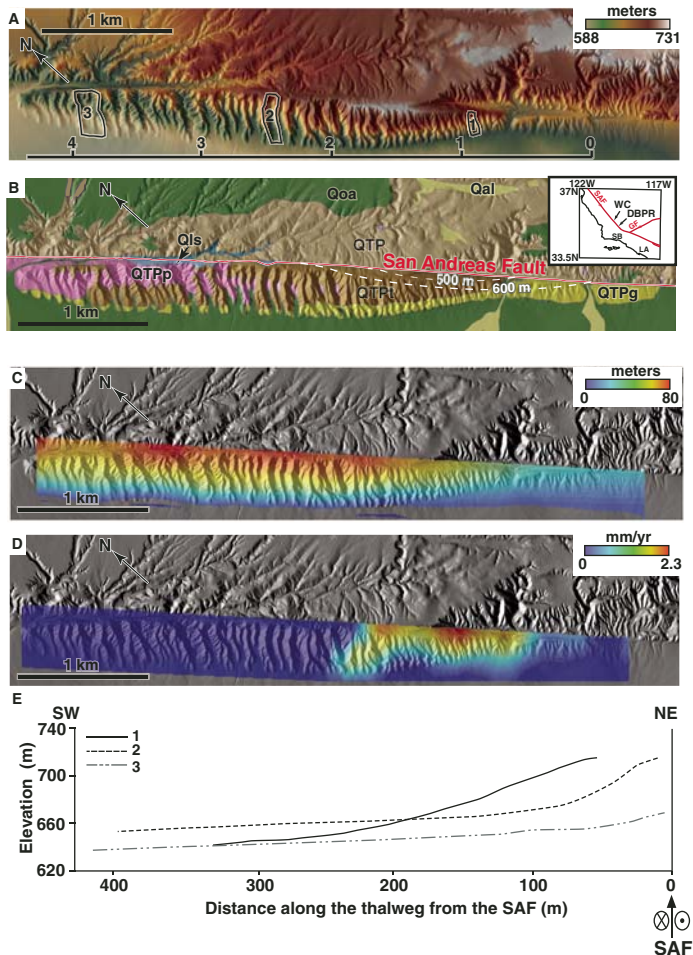 A
1 km
meters
588 731
N
3
2
1
4 3 2 1 0
B
N
Qoa
Qal
122W 117W
37N
SAF
WC
DBPR
GF
SB
LA
33.5N
Qls
QTP
San Andreas Fault
QTPp
500 m
QTPf
600 m
QTPg
1 km
C
N
meters
0 80
1 km
D
N
mm/yr
0 2.3
1 km
E
SW NE
740
1
2
3
700
660
620
Elevation (m)
400 300 200 100 0
Distance along the thalweg from the SAF (m)
SAF